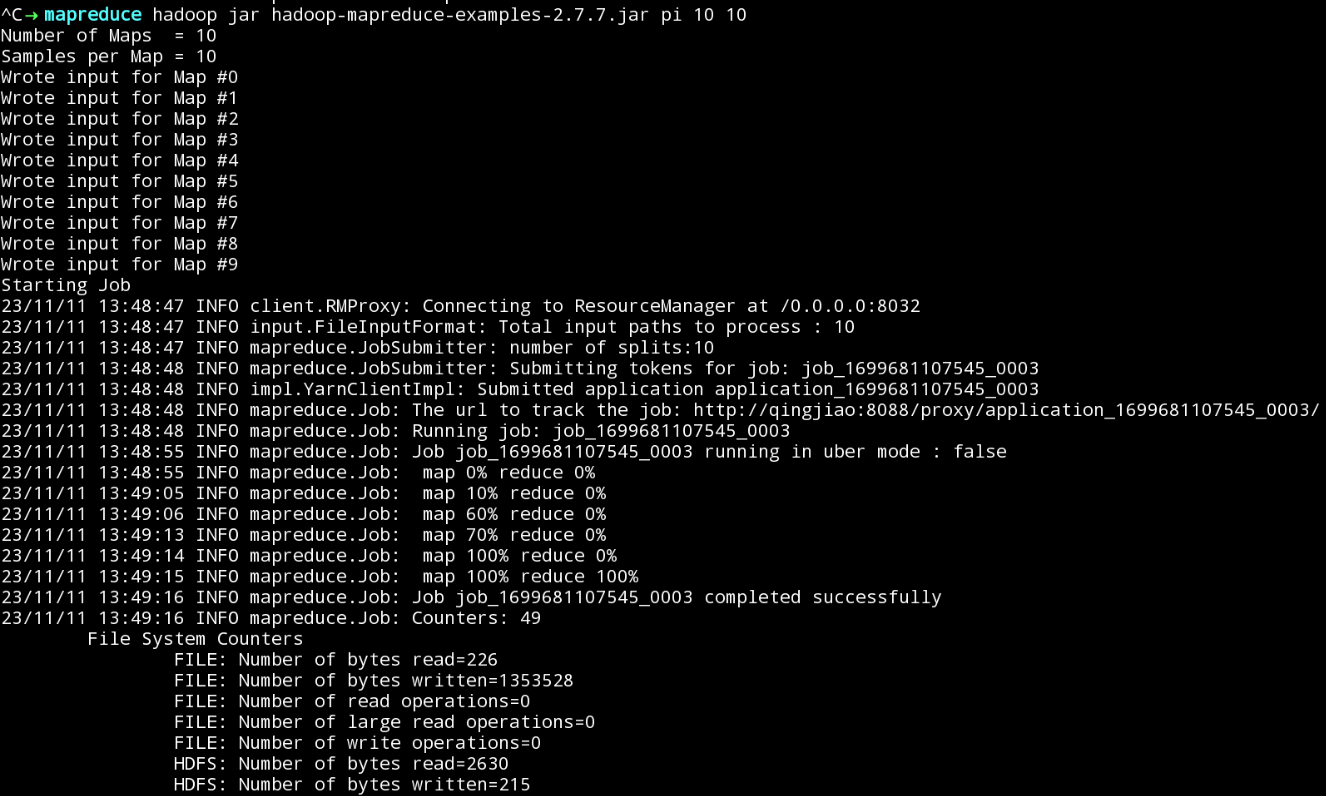 ^C→ mapreduce hadoop jar hadoop-mapreduce-examples-2.7.7.jar pi 10 10
Number of Maps  = 10
Samples per Map = 10
Wrote input for Map #0
Wrote input for Map #1
Wrote input for Map #2
Wrote input for Map #3
Wrote input for Map #4
Wrote input for Map #5
Wrote input for Map #6
Wrote input for Map #7
Wrote input for Map #8
Wrote input for Map #9
Starting Job
23/11/11 13:48:47 INFO client.RMProxy: Connecting to ResourceManager at /0.0.0.0:8032
23/11/11 13:48:47 INFO input.FileInputFormat: Total input paths to process : 10
23/11/11 13:48:47 INFO mapreduce.JobSubmitter: number of splits:10
23/11/11 13:48:48 INFO mapreduce.JobSubmitter: Submitting tokens for job: job_1699681107545_0003
23/11/11 13:48:48 INFO impl.YarnClientImpl: Submitted application application_1699681107545_0003
23/11/11 13:48:48 INFO mapreduce.Job: The url to track the job: http://qingjiao:8088/proxy/application_1699681107545_0003/
23/11/11 13:48:48 INFO mapreduce.Job: Running job: job_1699681107545_0003
23/11/11 13:48:55 INFO mapreduce.Job: Job job_1699681107545_0003 running in uber mode : false
23/11/11 13:48:55 INFO mapreduce.Job:  map 0% reduce 0%
23/11/11 13:49:05 INFO mapreduce.Job:  map 10% reduce 0%
23/11/11 13:49:06 INFO mapreduce.Job:  map 60% reduce 0%
23/11/11 13:49:13 INFO mapreduce.Job:  map 70% reduce 0%
23/11/11 13:49:14 INFO mapreduce.Job:  map 100% reduce 0%
23/11/11 13:49:15 INFO mapreduce.Job:  map 100% reduce 100%
23/11/11 13:49:16 INFO mapreduce.Job: Job job_1699681107545_0003 completed successfully
23/11/11 13:49:16 INFO mapreduce.Job: Counters: 49
        File System Counters
                FILE: Number of bytes read=226
                FILE: Number of bytes written=1353528
                FILE: Number of read operations=0
                FILE: Number of large read operations=0
                FILE: Number of write operations=0
                HDFS: Number of bytes read=2630
                HDFS: Number of bytes written=215